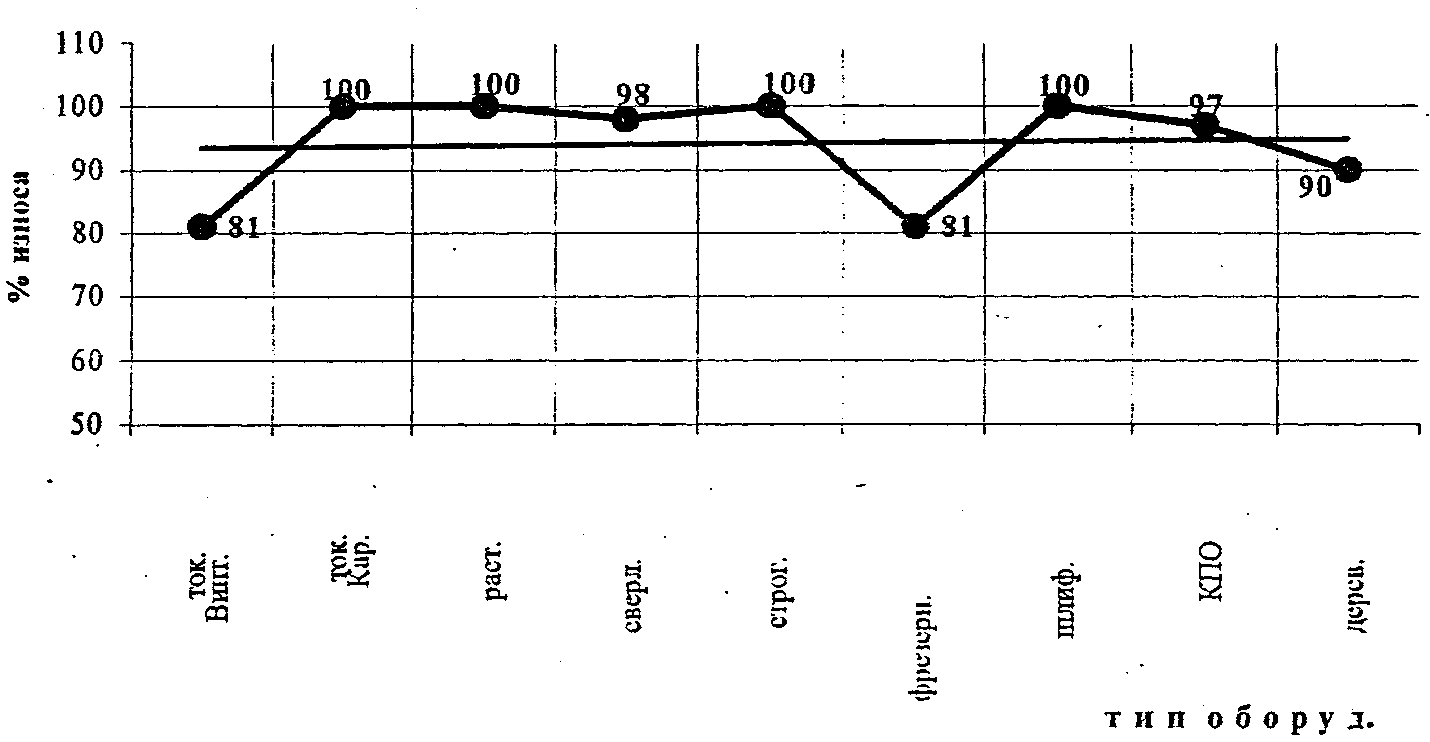 110
100
90
80
70
60
50
% износа
81
100
100
98
100
81
100
97
90
ток.
Винт.
ток.
Кар.
раст.
сверл.
строг.
фрезерн.
шлиф.
КПО
дерев.
тип оборуд.